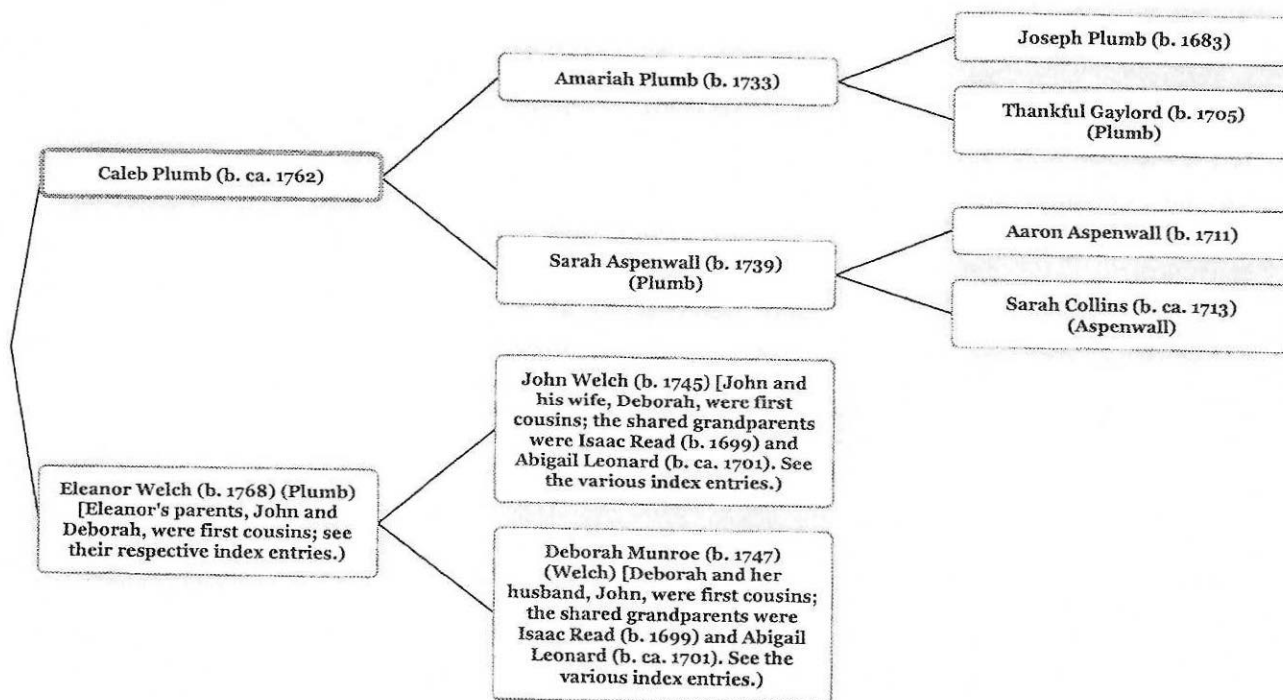 Joseph Plumb (b. 1683)
Amariah Plumb (b. 1733)
Thankful Gaylord (b. 1705)
(Plumb)
Caleb Plumb (b. ca. 1762)
Aaron Aspenwall (b. 1711)
Sarah Aspenwall (b. 1739)
(Plumb)
Sarah Collins (b. ca. 1713)
(Aspenwall)
John Welch (b. 1745) [John and
his wife, Deborah, were first
cousins; the shared grandparents
were Isaac Read (b. 1699) and
Abigail Leonard (b. ca. 1701). See
the various index entries.)
Eleanor Welch (b. 1768) (Plumb)
[Eleanor's parents, John and
Deborah, were first cousins; see
their respective index entries.)
Deborah Munroe (b. 1747)
(Welch) [Deborah and her
husband, John, were first cousins;
the shared grandparents were
Isaac Read (b. 1699) and Abigail
Leonard (b. ca. 1701). See the
various index entries.)